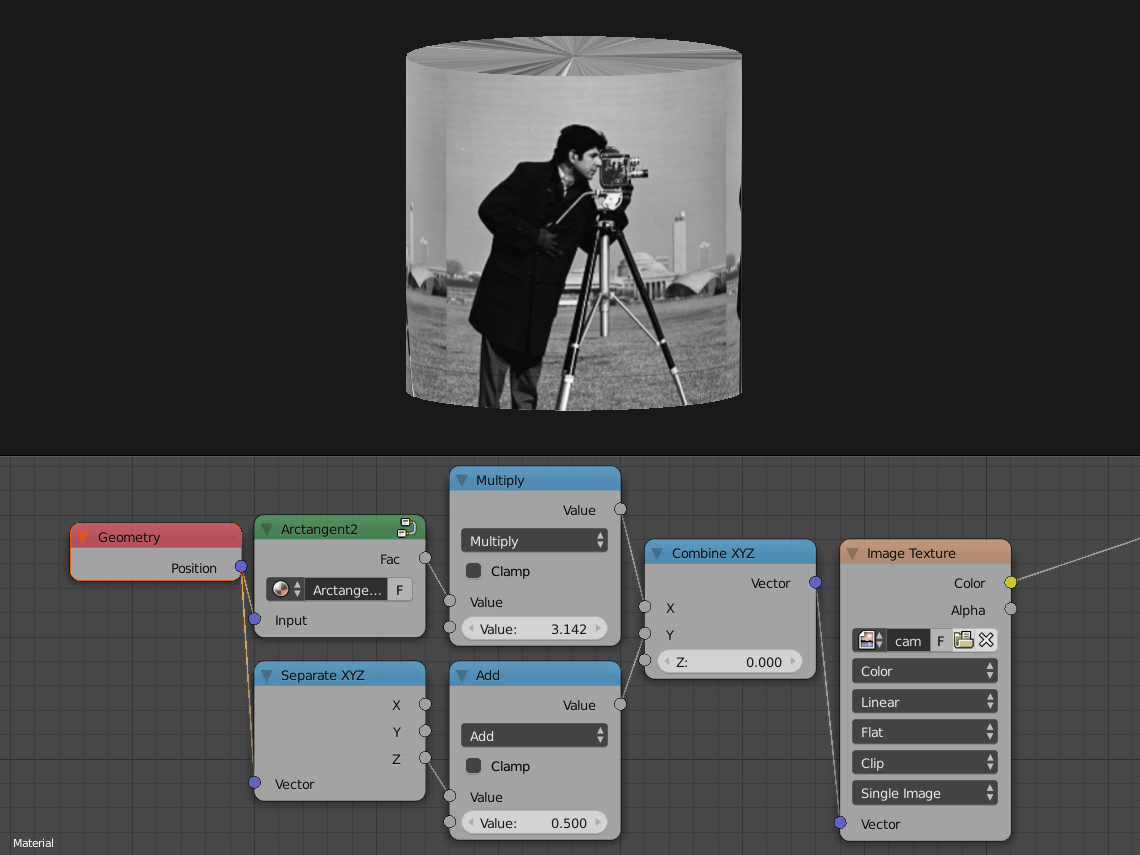 Geometry
Position
Arctangent2
Fac
Arctange...
F
Input
Separate XYZ
X
Y
Z
Vector
Multiply
Value
Multiply
Clamp
Value
Value: 3.142
Add
Value
Add
Clamp
Value
Value: 0.500
Combine XYZ
Vector
X
Y
Z: 0.000
Image Texture
Color
Alpha
cam F
Color
Linear
Flat
Clip
Single Image
Vector
Material